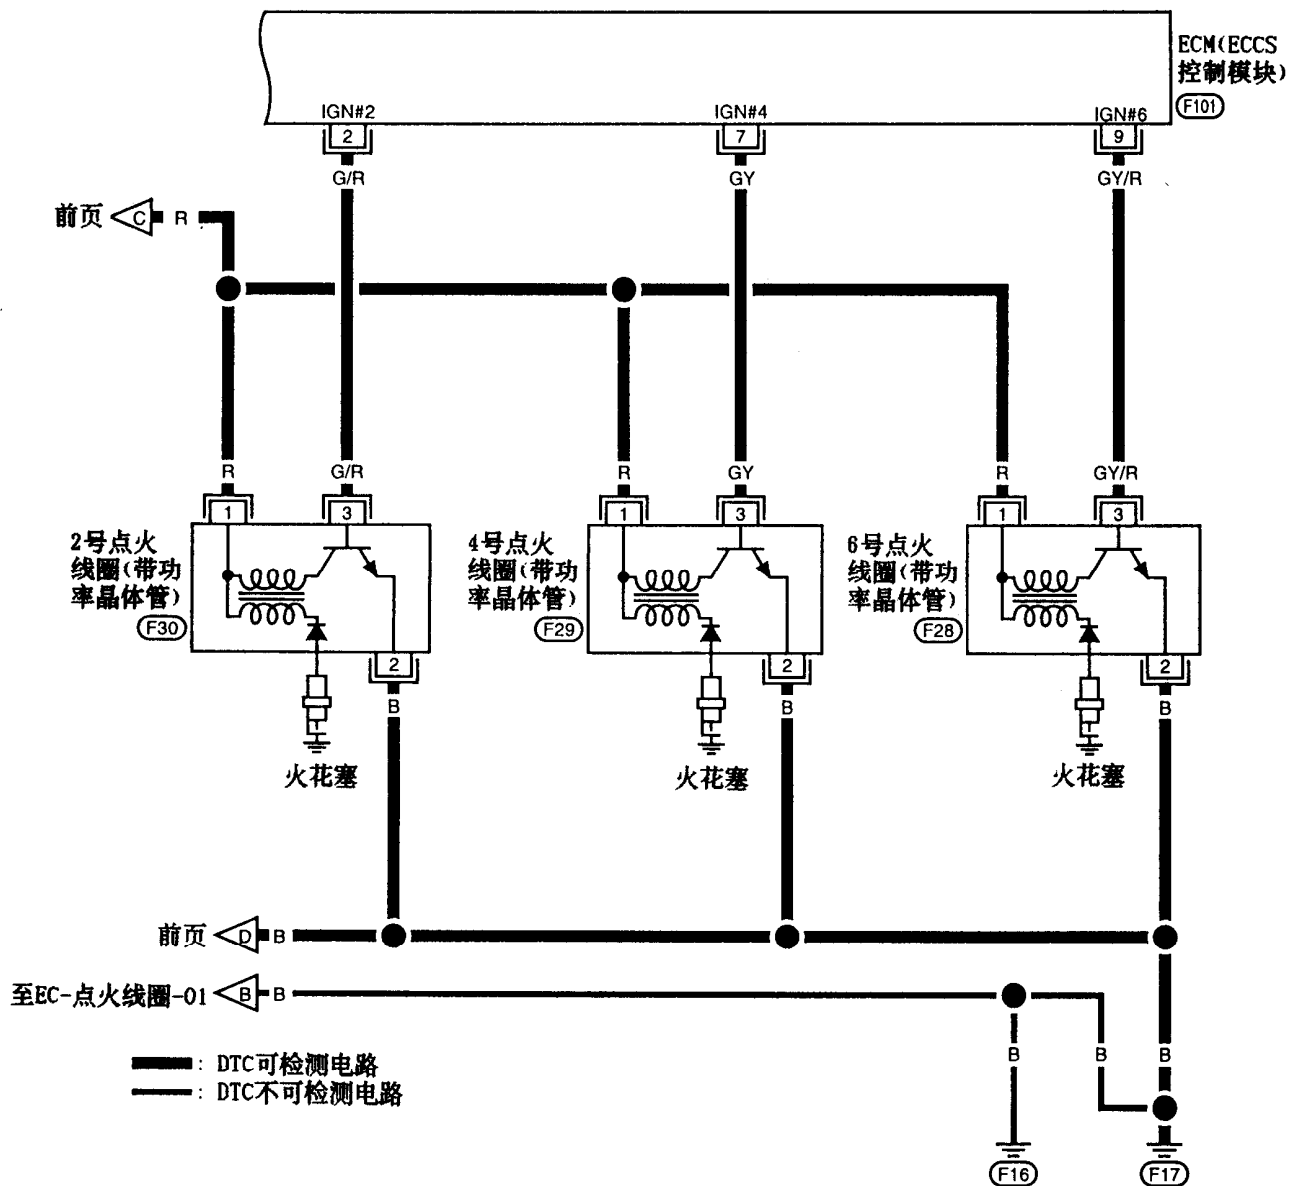 ECM(ECCS
控制模块)
F101
IGN#2
IGN#4
IGN#6
2
7
9
G/R
GY
GY/R
前页
C
R
R
G/R
R
GY
R
GY/R
1
3
1
3
1
3
2号点火
线圈(带功
率晶体管)
F30
4号点火
线圈(带功
率晶体管)
F29
6号点火
线圈(带功
率晶体管)
F28
2
2
2
B
B
B
火花塞
火花塞
火花塞
前页
D
B
至EC-点火线圈-01
B
B
B
B
B
: DTC可检测电路
: DTC不可检测电路
F16
F17